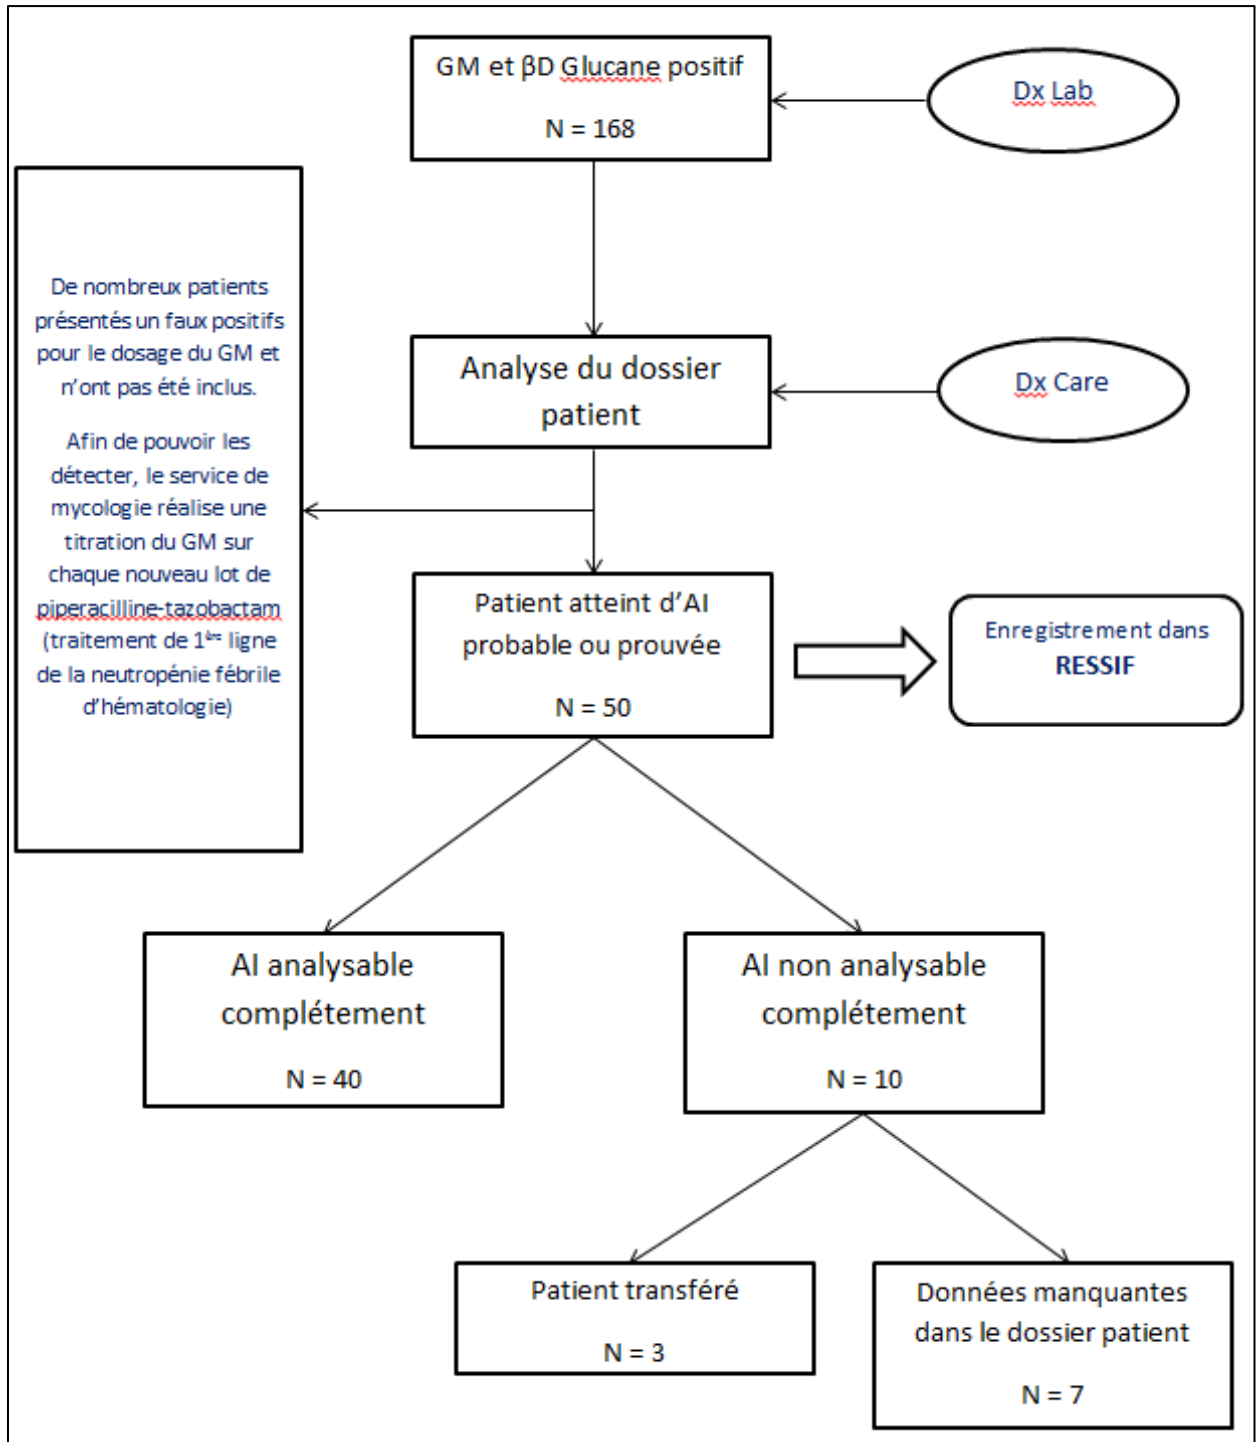 GM et βD Glucane positif
N = 168
Dx Lab
De nombreux patients
présentés un faux positifs
pour le dosage du GM et
n'ont pas été inclus.
Afin de pouvoir les
détecter, le service de
mycologie réalise une
titration du GM sur
chaque nouveau lot de
piperacilline-tazobactam
(traitement de 1ère ligne
de la neutropénie fébrile
d'hématologie)
Analyse du dossier
patient
Dx Care
Patient atteint d'AI
probable ou prouvée
N = 50
Enregistrement dans
RESSIF
AI analysable
complétement
N = 40
AI non analysable
complétement
N = 10
Patient transféré
N = 3
Données manquantes
dans le dossier patient
N = 7